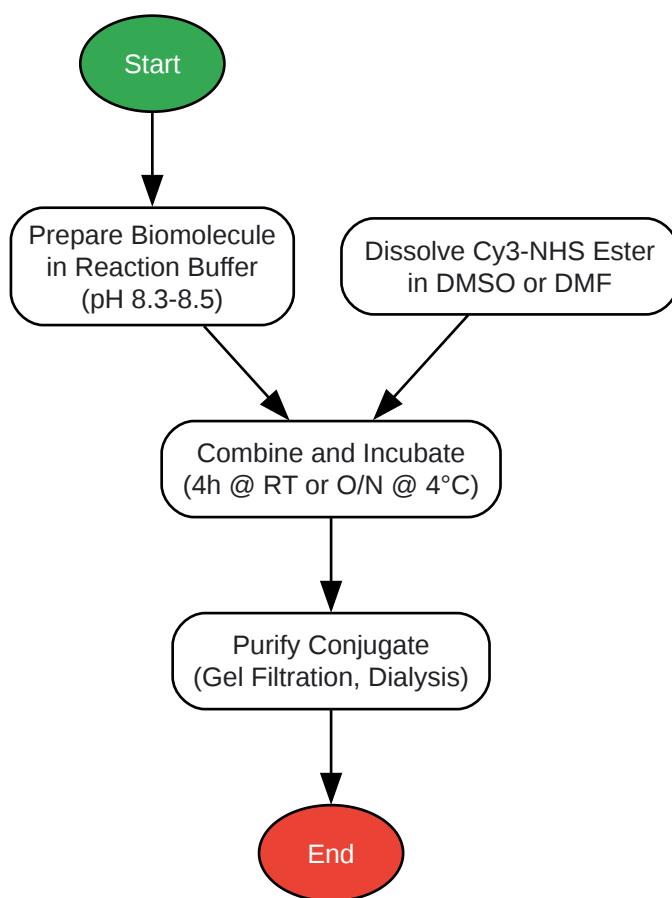 Start
Prepare Biomolecule
in Reaction Buffer
(pH 8.3-8.5)
Dissolve Cy3-NHS Ester
in DMSO or DMF
Combine and Incubate
(4h @ RT or O/N @ 4°C)
Purify Conjugate
(Gel Filtration, Dialysis)
End